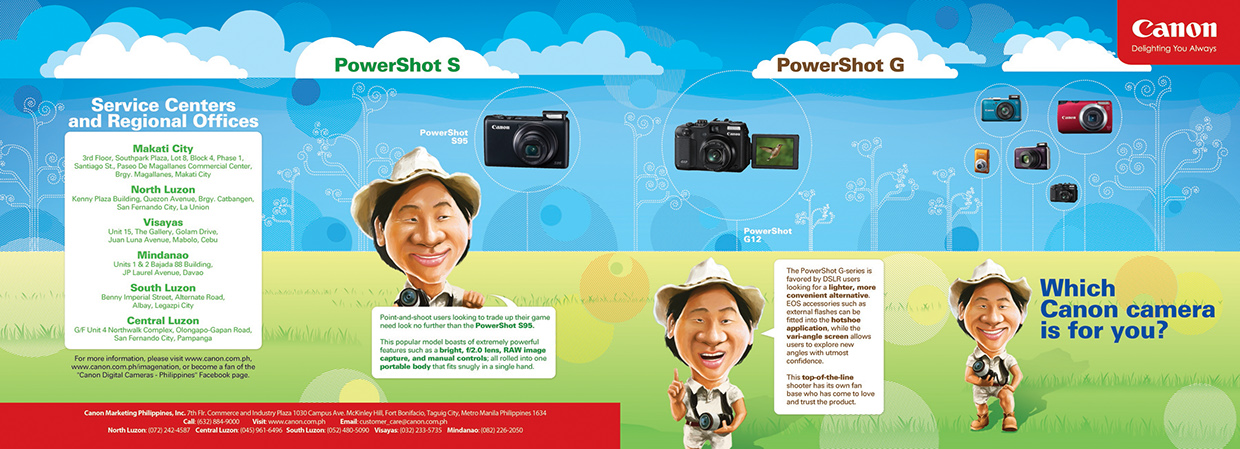 Service Centers
and Regional Offices
Makati City
3rd Floor, Southpark Plaza, Lot 8, Block 4, Phase 1,
Santiago St., Paseo De Magallanes Commercial Center,
Brgy. Magallanes, Makati City
North Luzon
Kenny Plaza Building, Quezon Avenue, Brgy. Catbangen,
San Fernando City, La Union
Visayas
Unit 15, The Gallery, Golam Drive,
Juan Luna Avenue, Mabolo, Cebu
Mindanao
Units 1 & 2 Bajada 88 Building,
JP Laurel Avenue, Davao
South Luzon
Benny Imperial Street, Alternate Road,
Albay, Legazpi City
Central Luzon
G/F Unit 4 Northwalk Complex, Olongapo-Gapan Road,
San Fernando City, Pampanga
For more information, please visit www.canon.com.ph,
www.canon.com.ph/imagenation, or become a fan of the
"Canon Digital Cameras - Philippines" Facebook page.
Canon Marketing Philippines, Inc. 7th Flr. Commerce and Industry Plaza 1030 Campus Ave. McKinley Hill, Fort Bonifacio, Taguig City, Metro Manila Philippines 1634
Call: (632) 884-9000 Visit: www.canon.com.ph Email: customer_care@canon.com.ph
North Luzon: (072) 242-4587 Central Luzon: (045) 961-6496 South Luzon: (052) 480-5090 Visayas: (032) 233-5735 Mindanao: (082) 226-2050
PowerShot S
PowerShot
S95
Canon
Point-and-shoot users looking to trade up their game
need look no further than the PowerShot S95.
This popular model boasts of extremely powerful
features such as a bright, f/2.0 lens, RAW image
capture, and manual controls; all rolled into one
portable body that fits snugly in a single hand.
PowerShot G
Canon
PowerShot
G12
The PowerShot G-series is
favored by DSLR users
looking for a lighter, more
convenient alternative.
EOS accessories such as
external flashes can be
fitted into the hotshoe
application, while the
vari-angle screen allows
users to explore new
angles with utmost
confidence.
This top-of-the-line
shooter has its own fan
base who has come to love
and trust the product.
Canon
Delighting You Always
Canon
Which
Canon camera
is for you?